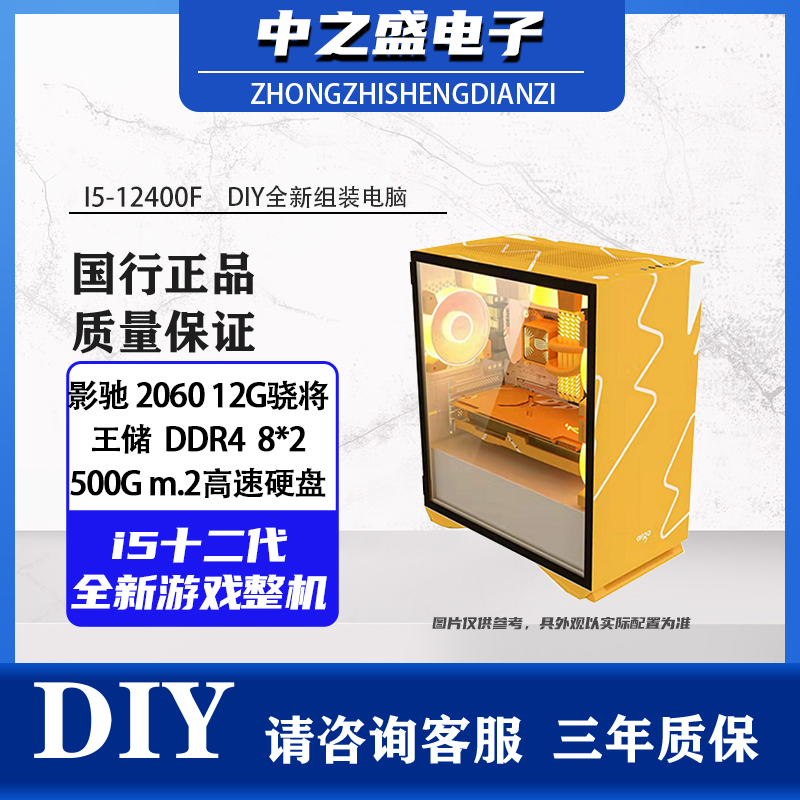 中之盛电子
ZHONGZHISHENGDIANZI
I5-12400F DIY全新组装电脑
国行正品
质量保证
影驰 2060 12G骁将
王储 DDR4 8*2
500G m.2高速硬盘
i5十二代
全新游戏整机
aigo
图片仅供参考，具外观以实际配置为准
DIY 请咨询客服 三年质保